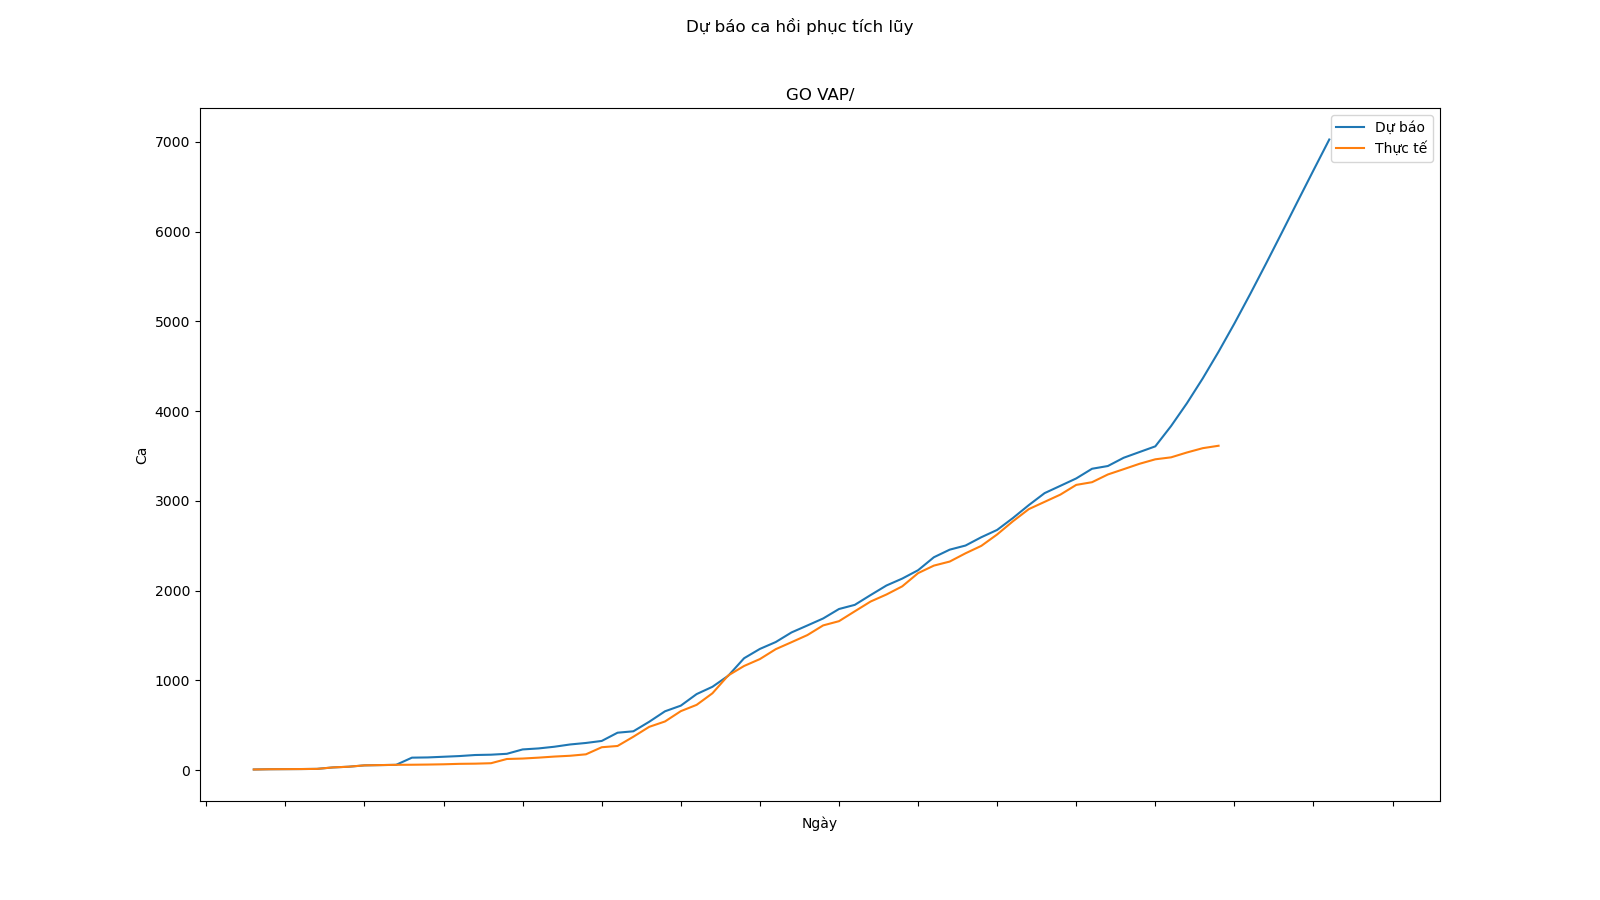 Dự báo ca hồi phục tích lũy
GO VAP/
Dự báo
Thực tế
7000
6000
5000
4000
3000
2000
1000
0
Ca
Ngày